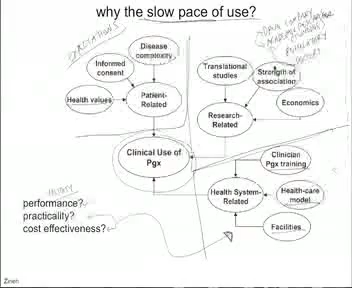 why the slow pace of use?
Disease
complexity
Informed
consent
Health values
Patient-
Related
Translational
studies
Strength of
association
Economics
Research-
Related
Clinical Use of
Pgx
Clinician
Pgx training
Health System-
Related
Health-care
model
Facilities
performance?
practicality?
cost effectiveness?
Zineh